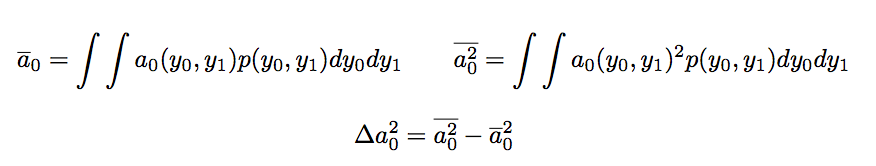 $\overline{a}_0 = \int \int a_0(y_0, y_1) p(y_0, y_1) dy_0 dy_1 \qquad \overline{a_0^2} = \int \int a_0(y_0, y_1)^2 p(y_0, y_1) dy_0 dy_1$
$\Delta a_0^2 = \overline{a_0^2} - \overline{a}_0^2$